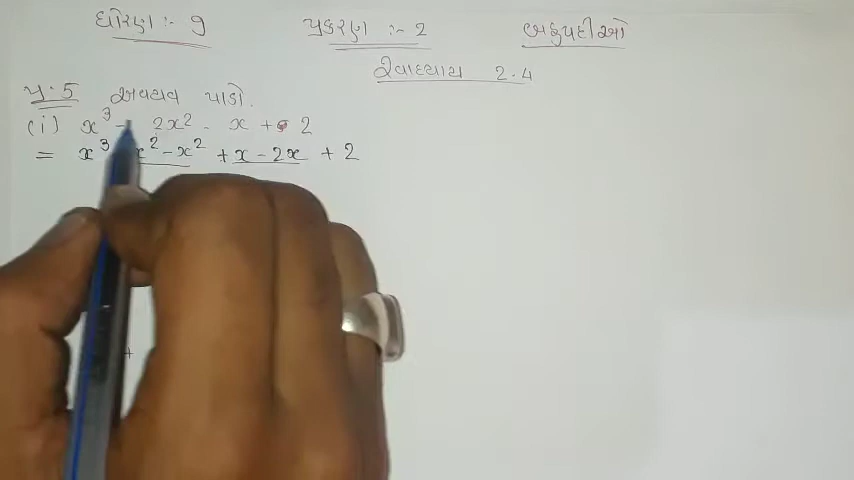 ધોરણ :- 9 પ્રકરણ :- 2 બહુપદીઓ
સ્વાધ્યાય 2.4
પ્ર.5 અવયવ પાડો.
(i) x³ - 2x² - x + 2
= x³ x² - x² + x - 2x + 2
+